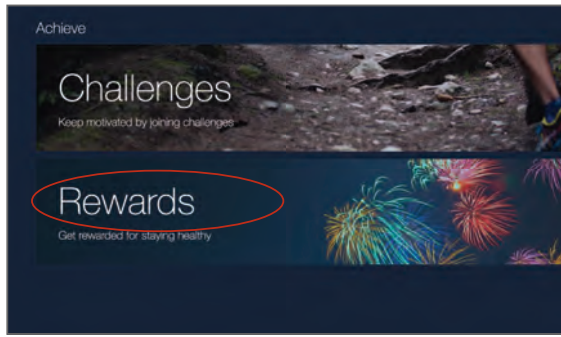 Achieve
Challenges
Keep motivated by joining challenges
Rewards
Get rewarded for staying healthy